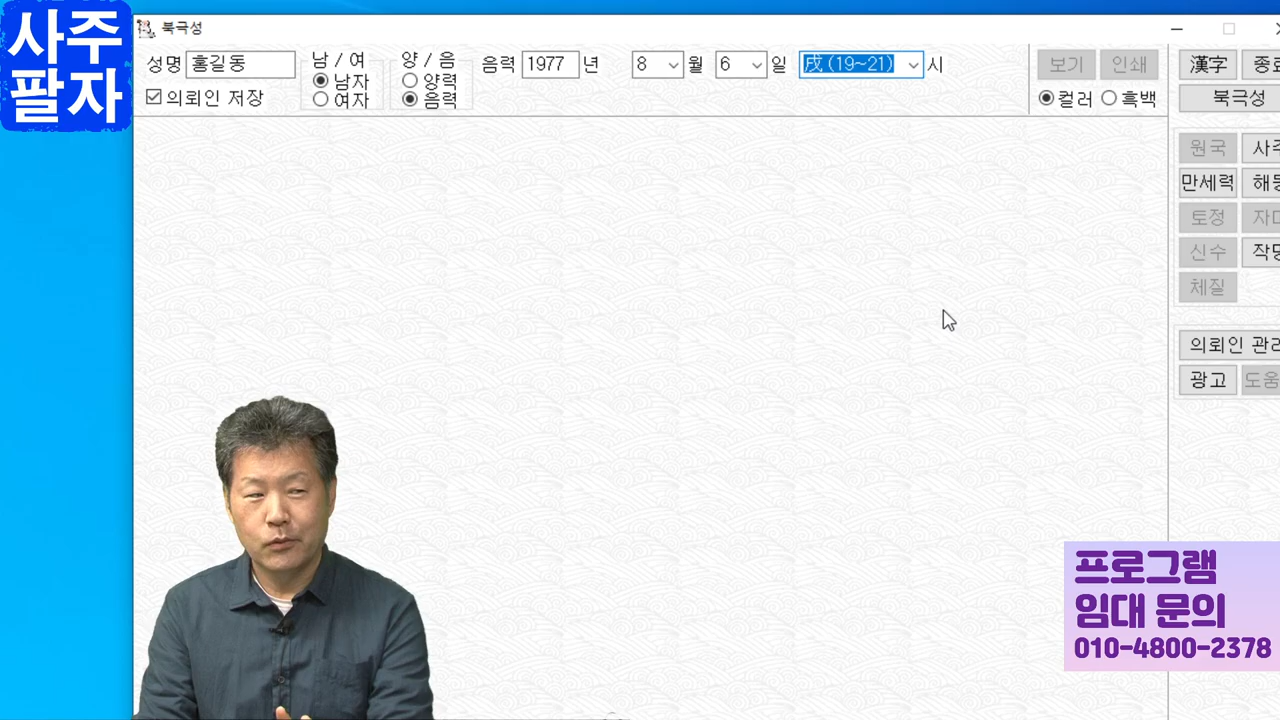 사주
팔자
북극성
성명 홍길동
남 / 여
남자
여자
양 / 음
양력
음력
음력 1977 년 8 월 6 일 戌 (19~21) 시
의뢰인 저장
보기 인쇄
컬러 흑백
漢字
북극성
원국 사주
만세력
토정
신수
체질
의뢰인 관리
광고
프로그램
임대 문의
010-4800-2378